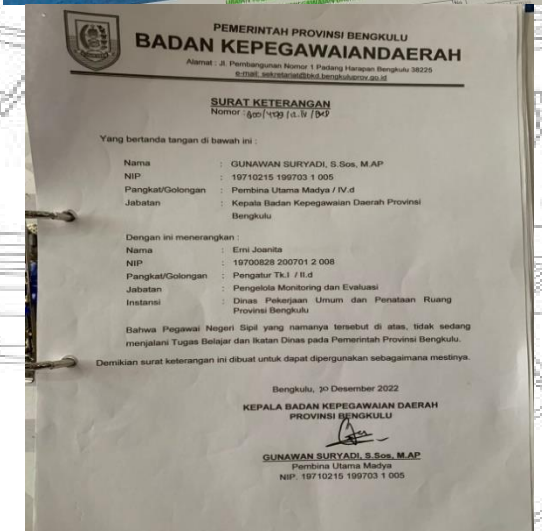 PEMERINTAH PROVINSI BENGKULU
BADAN KEPEGAWAIANDAERAH
Alamat : Jl. Pembangunan Nomor 1 Padang Harapan Bengkulu 38225
e-mail: sekretariat@bkd.bengkuluprov.go.id
SURAT KETERANGAN
Nomor : 800/
Yang bertanda tangan di bawah ini :
Nama : GUNAWAN SURYADI, S.Sos, M.AP
NIP : 19710215 199703 1 005
Pangkat/Golongan : Pembina Utama Madya / IV.d
Jabatan : Kepala Badan Kepegawaian Daerah Provinsi
Bengkulu
Dengan ini menerangkan :
Nama : Erni Joanita
NIP : 19700828 200701 2 008
Pangkat/Golongan : Pengatur Tk.I / II.d
Jabatan : Pengelola Monitoring dan Evaluasi
Instansi : Dinas Pekerjaan Umum dan Penataan Ruang
Provinsi Bengkulu
Bahwa Pegawai Negeri Sipil yang namanya tersebut di atas, tidak sedang
menjalani Tugas Belajar dan Ikatan Dinas pada Pemerintah Provinsi Bengkulu.
Demikian surat keterangan ini dibuat untuk dapat dipergunakan sebagaimana mestinya.
Bengkulu, 20 Desember 2022
KEPALA BADAN KEPEGAWAIAN DAERAH
PROVINSI BENGKULU
GUNAWAN SURYADI, S.Sos, M.AP
Pembina Utama Madya
NIP. 19710215 199703 1 005